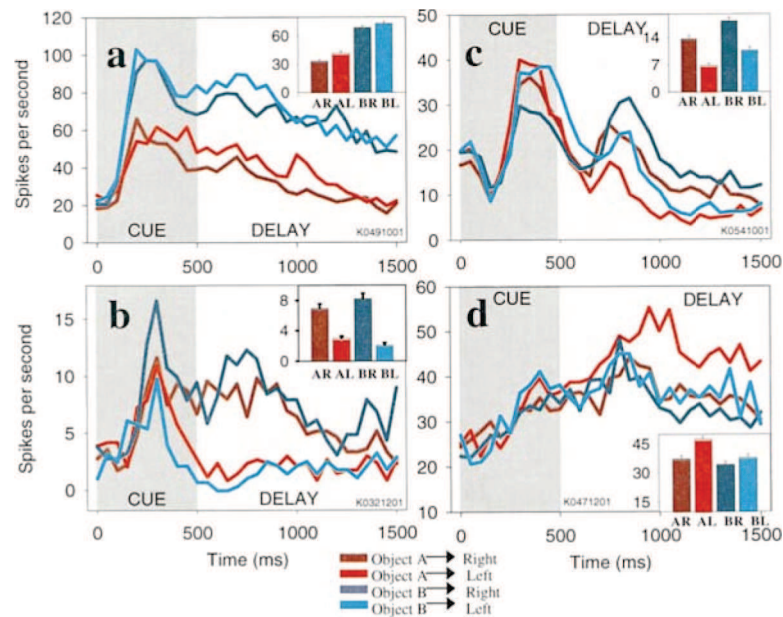 a
120
100
80
60
40
20
0
Spikes per second
CUE
DELAY
K0491001
0 500 1000 1500
60
30
0
AR AL BR BL
c
50
40
30
20
10
0
CUE
DELAY
K0541001
0 500 1000 1500
14
7
0
AR AL BR BL
b
15
10
5
0
Spikes per second
CUE
DELAY
K0321201
0 500 1000 1500
Time (ms)
8
4
0
AR AL BR BL
d
60
50
40
30
20
10
CUE
DELAY
K0471201
0 500 1000 1500
Time (ms)
45
30
15
AR AL BR BL
Object A Right
Object A Left
Object B Right
Object B Left